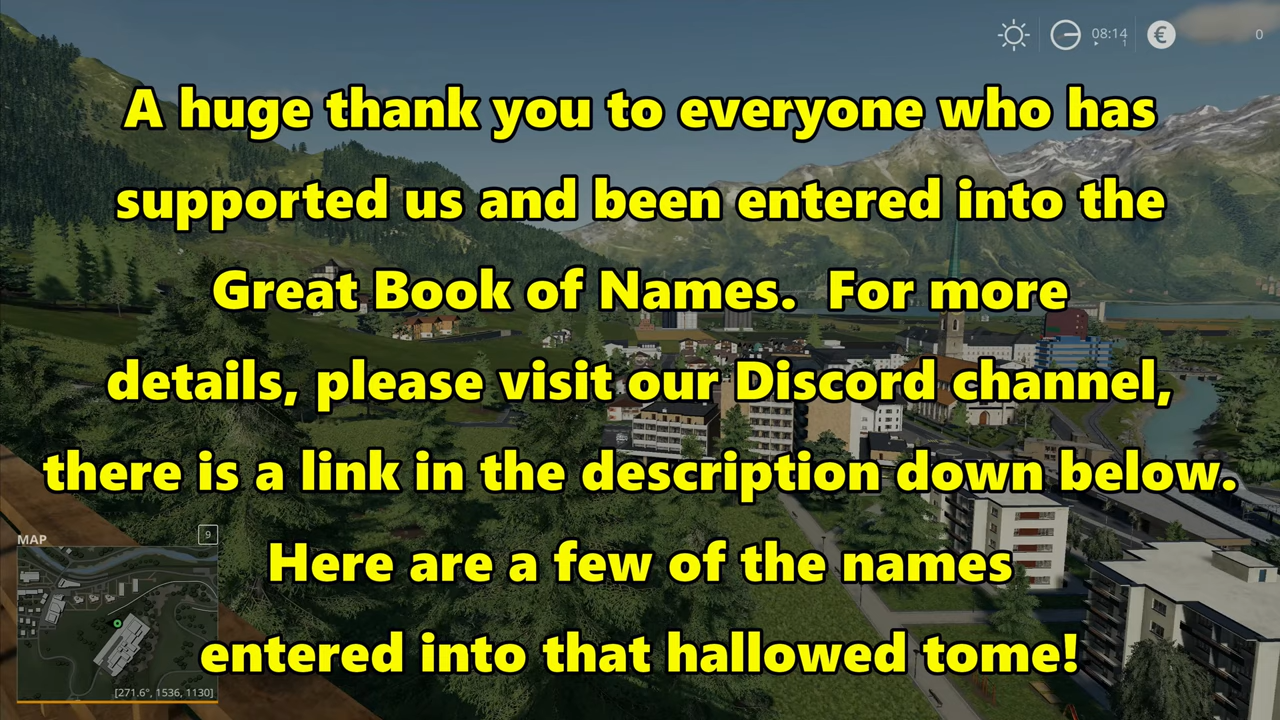 08:14
1
0
A huge thank you to everyone who has
supported us and been entered into the
Great Book of Names.  For more
details, please visit our Discord channel,
there is a link in the description down below.
Here are a few of the names
entered into that hallowed tome!
MAP
9
[271.6°, 1536, 1130]